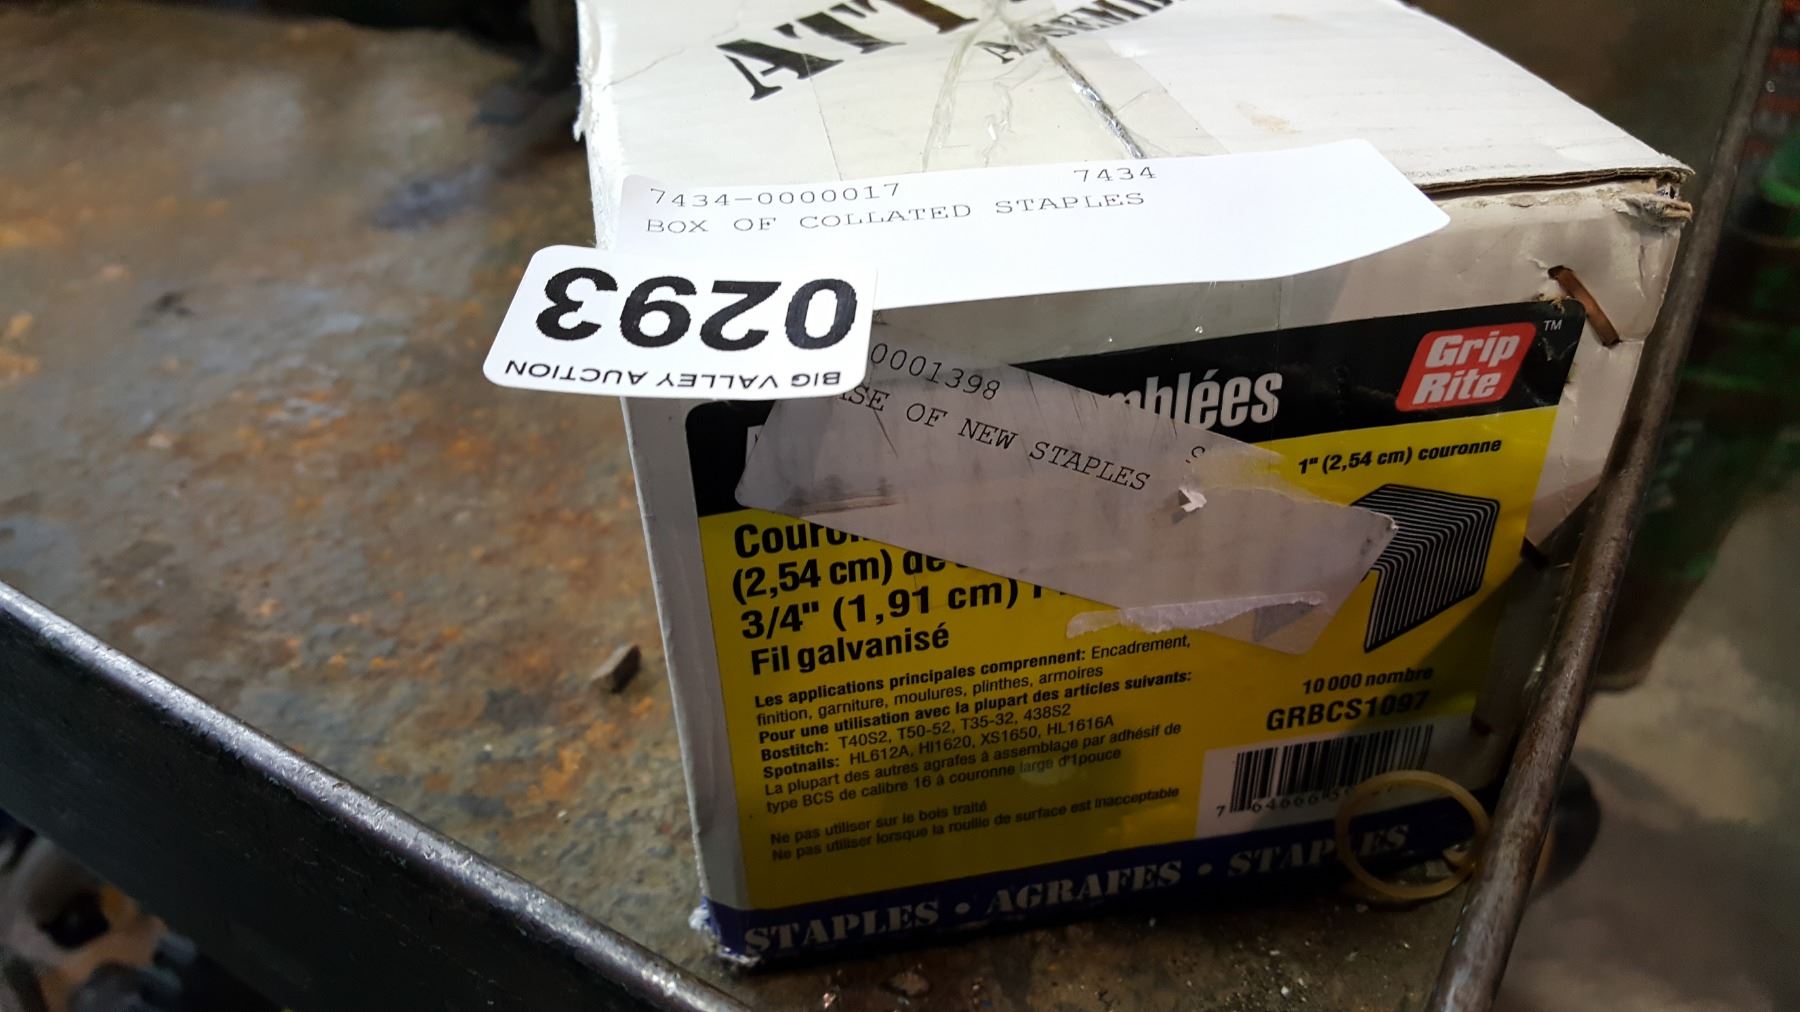 7434-0000017 7434
BOX OF COLLATED STAPLES
0293
BIG VALLEY AUCTION
0001398
OF NEW STAPLES
Grip
Rite
TM
1" (2,54 cm) couronne
(2,54 cm)
3/4" (1,91 cm)
Fil galvanisé
Les applications principales comprennent: Encadrement,
finition, garniture, moulures, plinthes, armoires
Pour une utilisation avec la plupart des articles suivants:
Bostitch: T40S2, T50-52, T35-32, 438S2
Spotnails: HL612A, HI1620, XS1650, HL1616A
La plupart des autres agrafes à assemblage par adhésif de
type BCS de calibre 16 à couronne large d'1pouce
Ne pas utiliser sur le bois traité
Ne pas utiliser lorsque la rouille de surface est inacceptable
10 000 nombre
GRBCS1097
STAPLES • AGRAFES • STAPLES